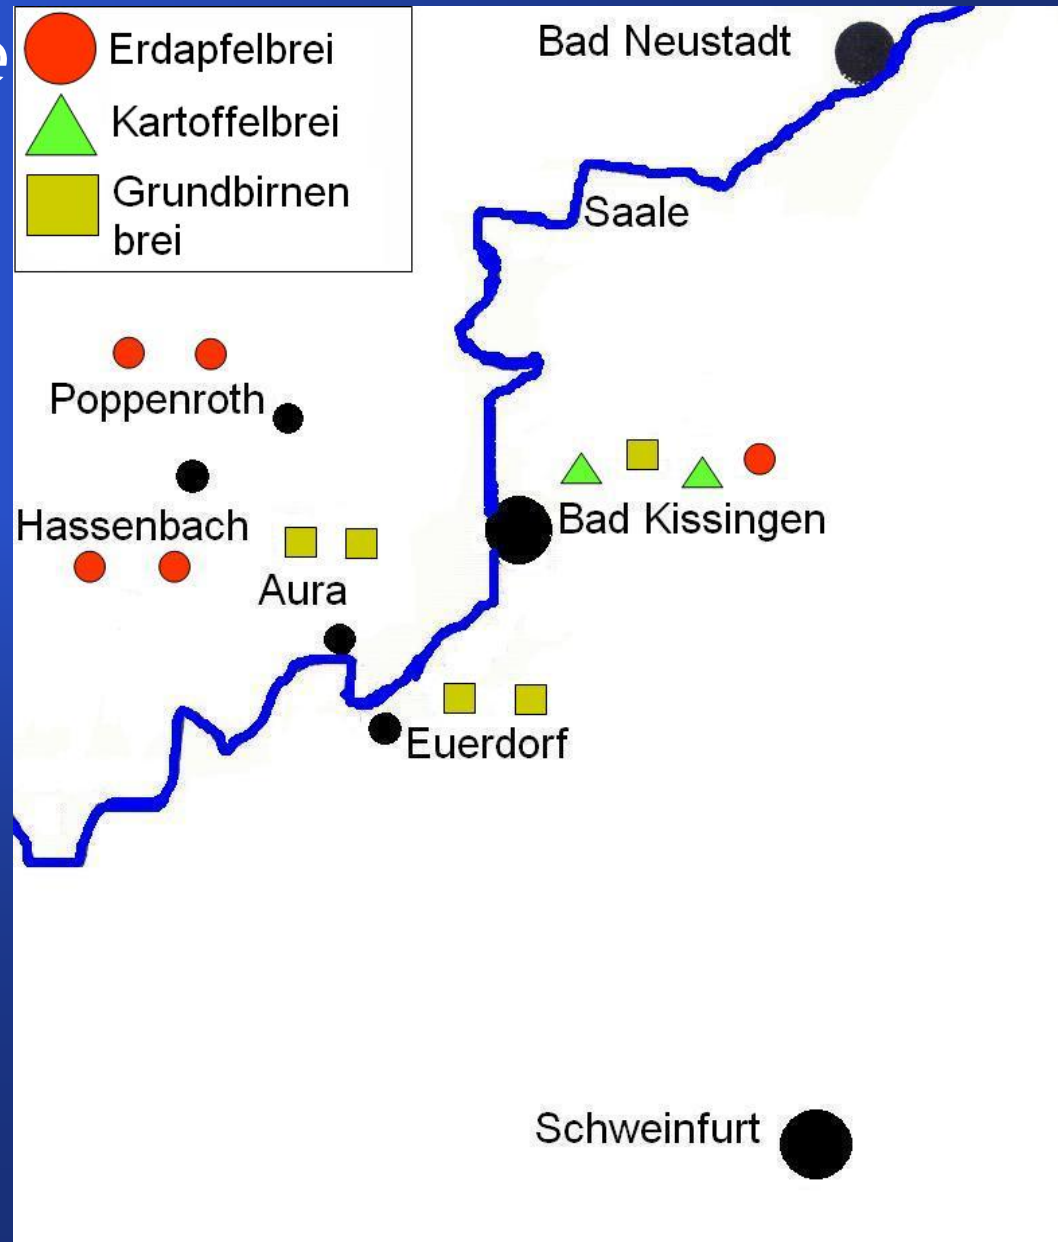 e
Erdapfelbrei
Kartoffelbrei
Grundbirnen
brei
Bad Neustadt
Saale
Poppenroth
Hassenbach
Bad Kissingen
Aura
Euerdorf
Schweinfurt